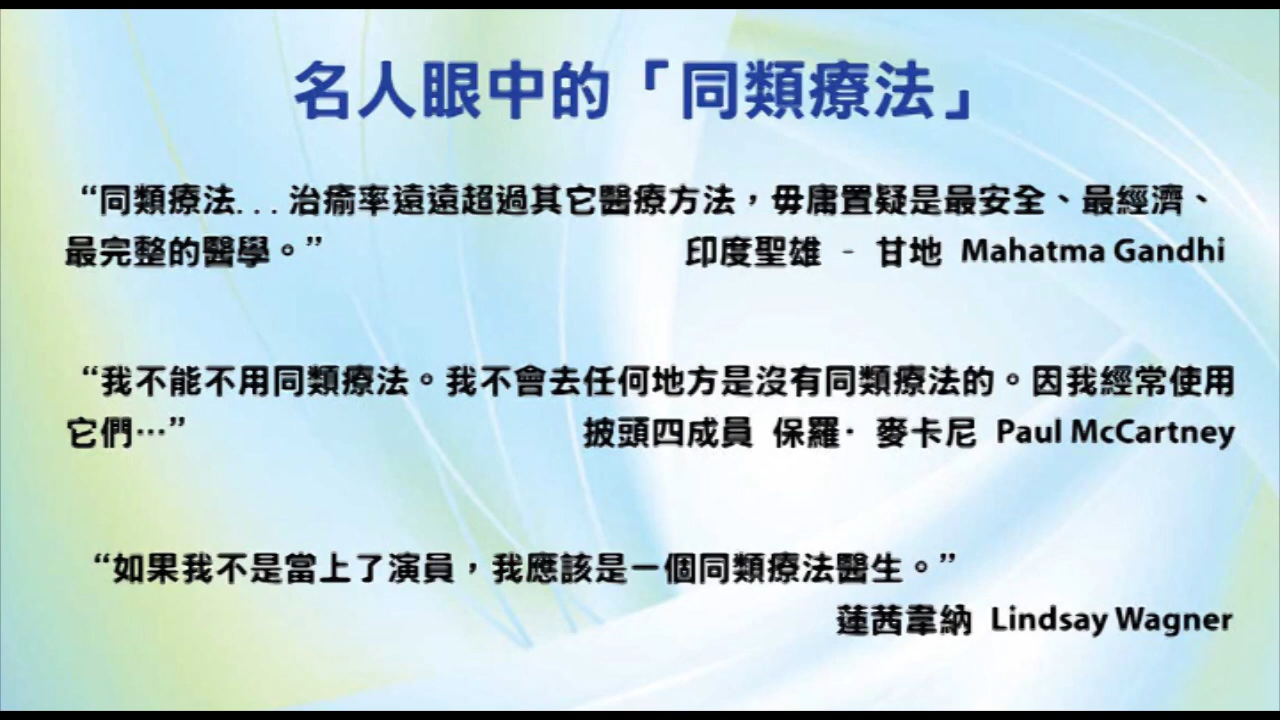 名人眼中的「同類療法」
“同類療法...治瘉率遠遠超過其它醫療方法，毋庸置疑是最安全、最經濟、
最完整的醫學。” 印度聖雄 - 甘地 Mahatma Gandhi
“我不能不用同類療法。我不會去任何地方是沒有同類療法的。因我經常使用
它們…” 披頭四成員 保羅· 麥卡尼 Paul McCartney
“如果我不是當上了演員，我應該是一個同類療法醫生。”
蓮茜韋納 Lindsay Wagner